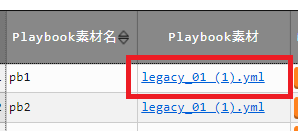 Playbook素材名 Playbook素材
pb1 legacy_01 (1).yml
2 pb2 legacy_01 (1).yml